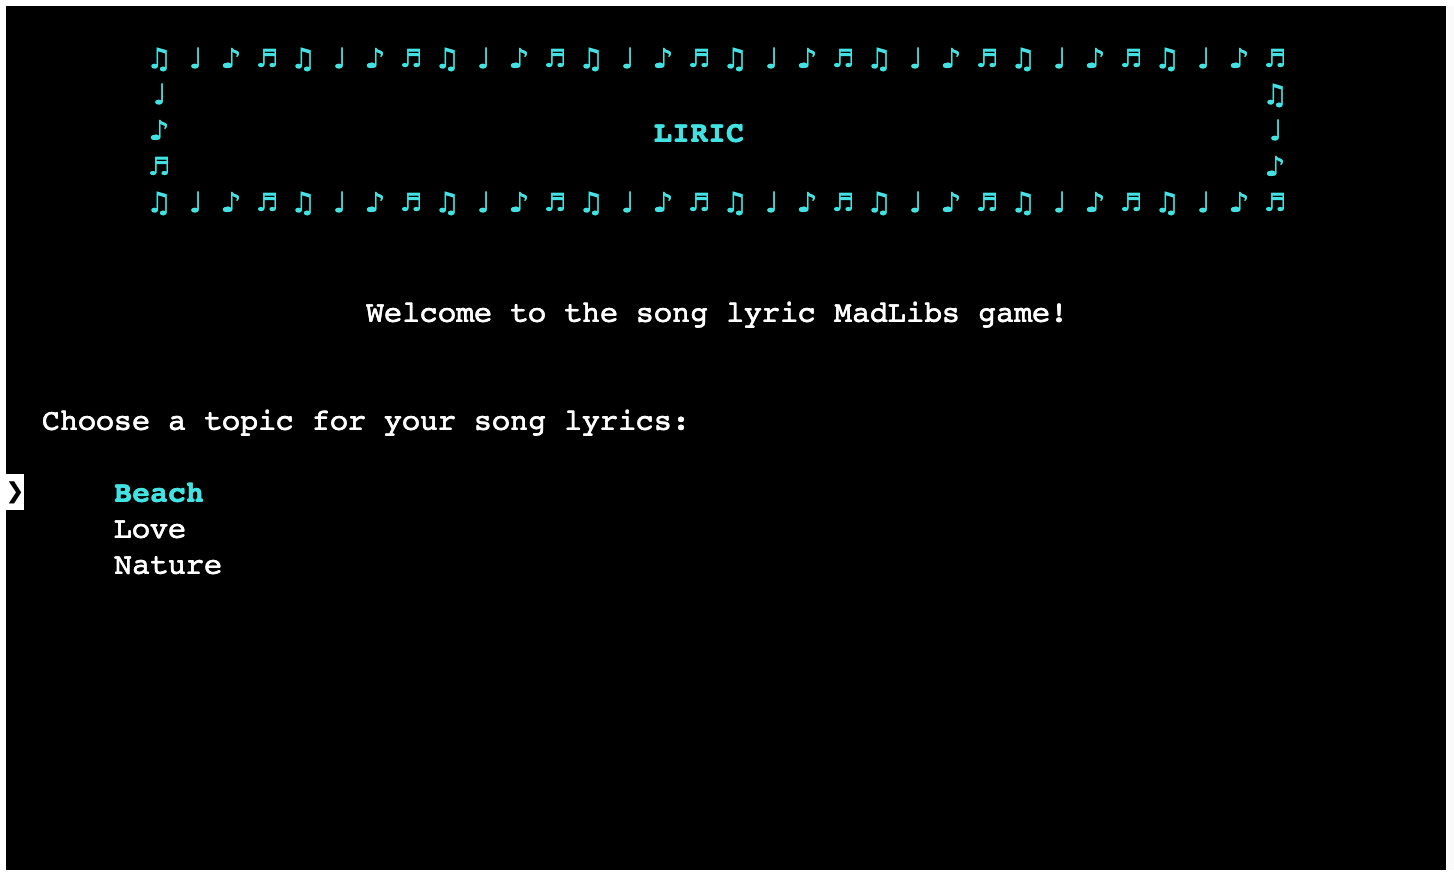 ♫ ♩ ♪ ♬ ♫ ♩ ♪ ♬ ♫ ♩ ♪ ♬ ♫ ♩ ♪ ♬ ♫ ♩ ♪ ♬ ♫ ♩ ♪ ♬ ♫ ♩ ♪ ♬ ♫ ♩ ♪ ♬
♩ ♫
♪ LIRIC ♩
♬ ♪
♫ ♩ ♪ ♬ ♫ ♩ ♪ ♬ ♫ ♩ ♪ ♬ ♫ ♩ ♪ ♬ ♫ ♩ ♪ ♬ ♫ ♩ ♪ ♬ ♫ ♩ ♪ ♬ ♫ ♩ ♪ ♬
Welcome to the song lyric MadLibs game!
Choose a topic for your song lyrics:
❯ Beach
Love
Nature